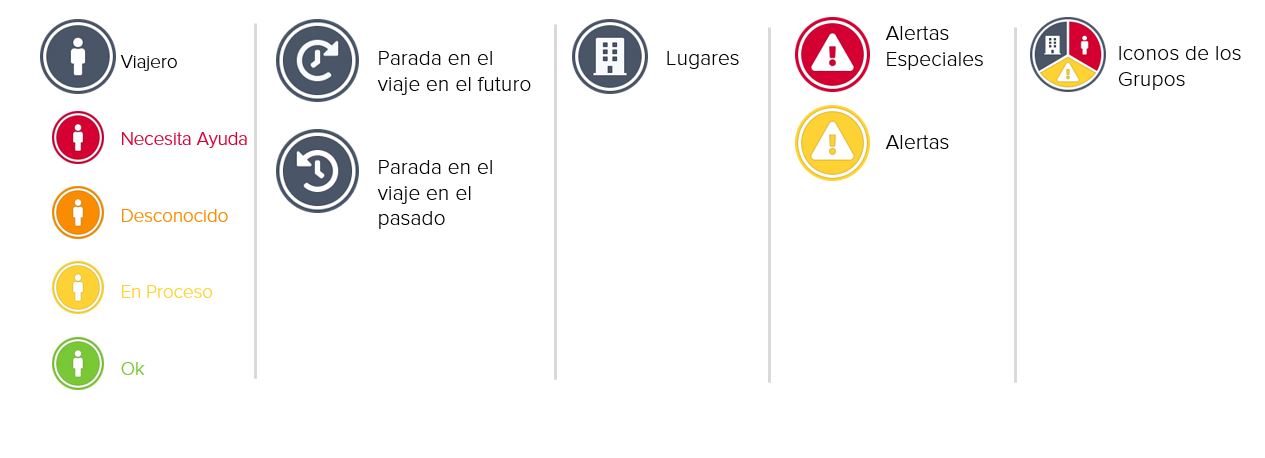 Viajero
Necesita Ayuda
Desconocido
En Proceso
Ok
Parada en el
viaje en el futuro
Parada en el
viaje en el
pasado
Lugares
Alertas
Especiales
Alertas
Iconos de los
Grupos